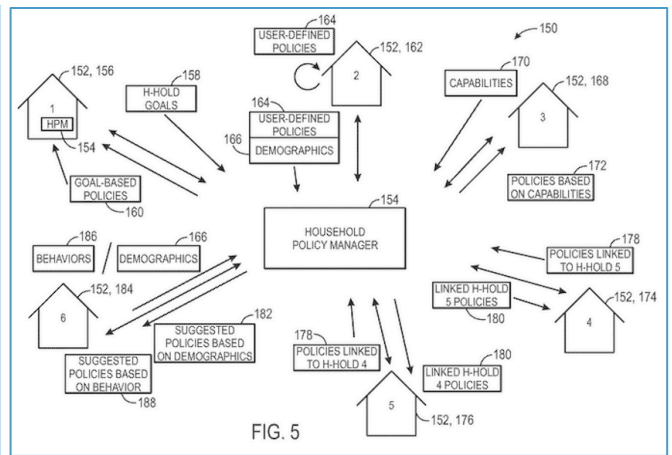 164
USER-DEFINED
POLICIES
150
152, 162
2
152, 156
1
HPM
154
158
H-HOLD
GOALS
164
USER-DEFINED
POLICIES
166
DEMOGRAPHICS
170
CAPABILITIES
152, 168
3
GOAL-BASED
POLICIES
160
172
POLICIES BASED
ON CAPABILITIES
154
HOUSEHOLD
POLICY MANAGER
186
BEHAVIORS
166
DEMOGRAPHICS
152, 184
6
182
SUGGESTED
POLICIES BASED
ON DEMOGRAPHICS
SUGGESTED
POLICIES BASED
ON BEHAVIOR
188
178
POLICIES LINKED
TO H-HOLD 5
LINKED H-HOLD
5 POLICIES
180
152, 174
4
178
POLICIES LINKED
TO H-HOLD 4
180
LINKED H-HOLD
4 POLICIES
5
152, 176
FIG. 5